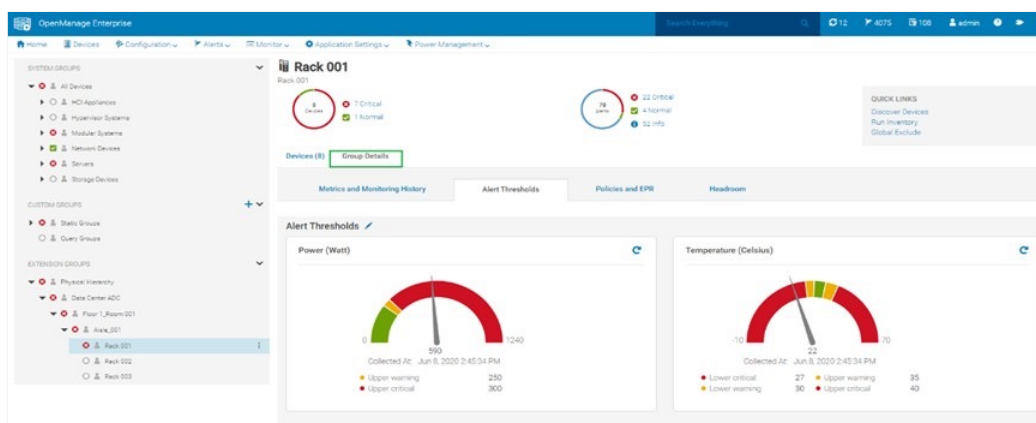 OpenManage Enterprise
Search Everything
12
4075
108
admin
Home
Devices
Configuration
Alerts
Monitor
Application Settings
Power Management
SYSTEM GROUPS
All Devices
HCI Appliances
Hypervisor Systems
Modular Systems
Network Devices
Servers
Storage Devices
CUSTOM GROUPS
Static Groups
Query Groups
EXTENSION GROUPS
Physical Hierarchy
Data Center ADC
Floor 1_Room 001
Aisle_001
Rack 001
Rack 002
Rack 003
Rack 001
Rack 001
8
Devices
7 Critical
1 Normal
78
22 Critical
4 Normal
52 Info
QUICK LINKS
Discover Devices
Run Inventory
Global Exclude
Devices (8)
Group Details
Metrics and Monitoring History
Alert Thresholds
Policies and EPR
Headroom
Alert Thresholds
Power (Watt)
0
1240
590
Collected At: Jun 8, 2020 2:45:34 PM
Upper warning 250
Upper critical 300
Temperature (Celsius)
-10
70
22
Collected At: Jun 8, 2020 2:45:34 PM
Lower critical 27 Upper warning 35
Lower warning 30 Upper critical 40